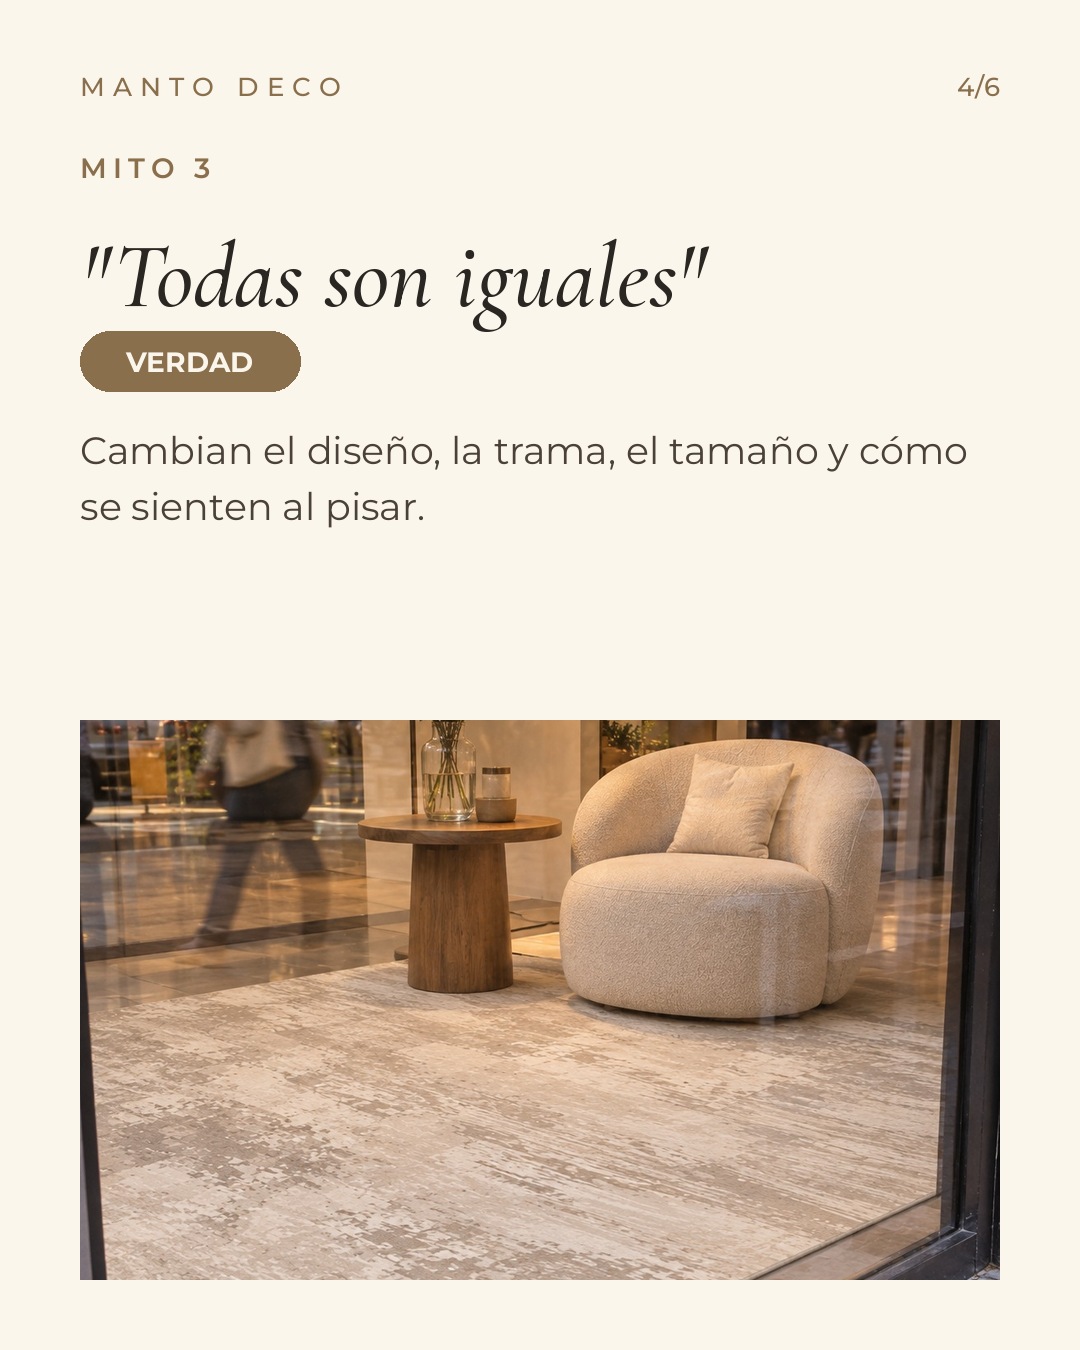 MANTO DECO
4/6
MITO 3
"Todas son iguales"
VERDAD
Cambian el diseño, la trama, el tamaño y cómo
se sienten al pisar.